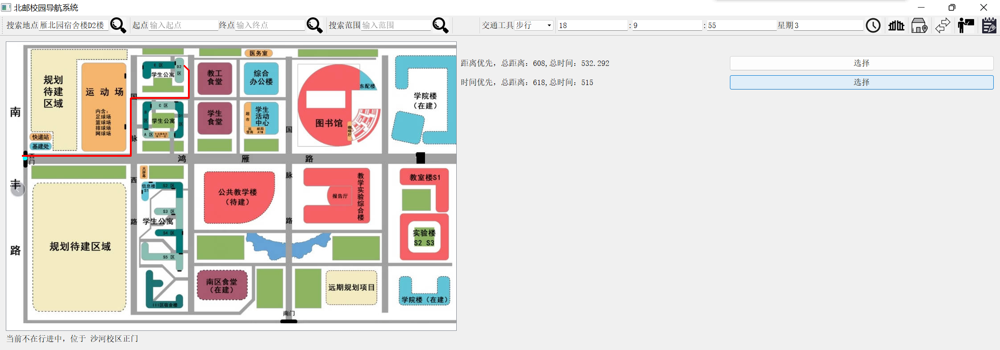 北邮校园导航系统
搜索地点 雁北园宿舍楼D2楼 起点 输入起点 终点 输入终点 搜索范围 输入范围 交通工具 步行 18 : 9 : 55 星期 3
距离优先，总距离：608,总时间：532.292 选择
时间优先，总距离：618,总时间：515 选择
医务室
E 区
D2
区
学生公寓
教工
食堂
综合
办公楼
东配楼
规划
待建
区域
运 动 场
内含：
足球场
篮球场
排球场
网球场
学院楼
（在建）
国
C 区
B
区
D1
区
学生公寓
A 区
学生
食堂
超
市
学生
活动
中心
运
营商
邮局
ATM
图书馆
咖啡厅
南
快递站
基建处
脉
国
西
门
鸿 雁 路
大屏幕
西
脉
丰
信息楼
S1
S2 区
公共教学楼
（待建）
报告厅
教学实验综合楼
教室楼S1
S3 区
学生公寓
路
路
S4 区
实验楼
S2 S3
规划待建区域
路
S5 区
南区食堂
（在建）
远期规划项目
学院楼（在建）
III区宿舍楼
南门
当前不在行进中，位于 沙河校区正门